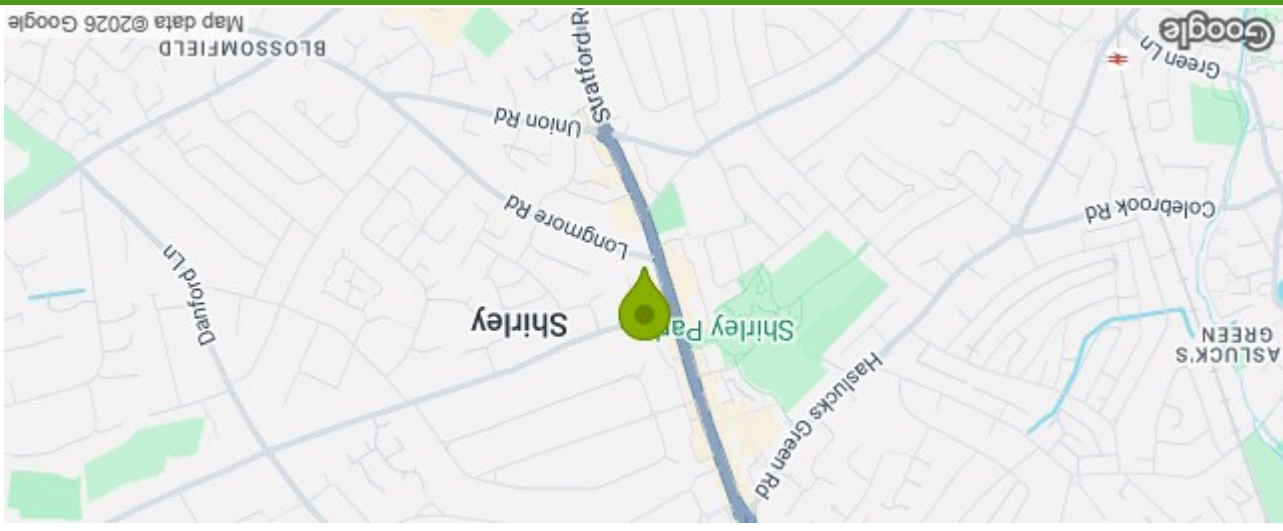 Google
Green Ln
Colebrook Rd
ASLUCK'S
GREEN
Haslucks Green Rd
Shirley Park
Stratford Rd
Union Rd
Longmore Rd
Shirley
Danford Ln
BLOSSOMFIELD
Map data ©2026 Google